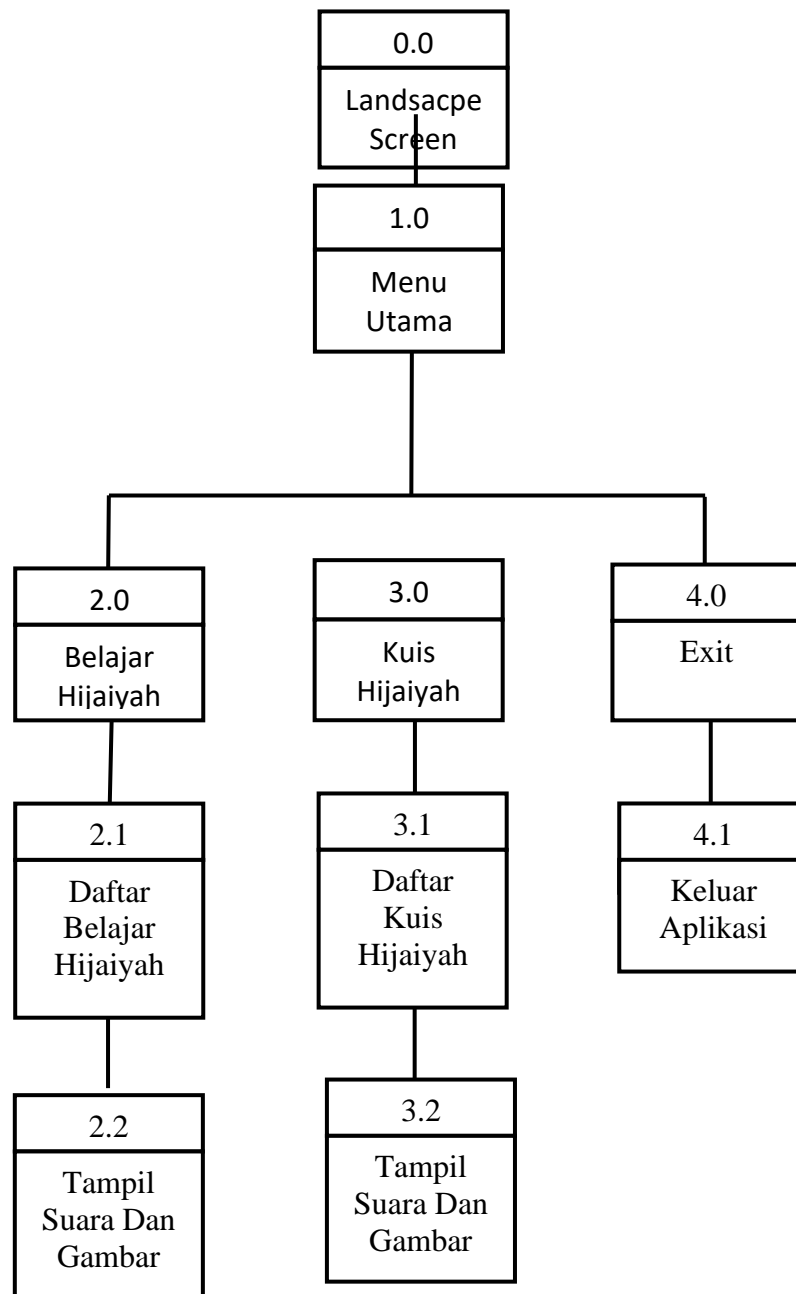 0.0
Landsacpe
Screen
1.0
Menu
Utama
2.0
Belajar
Hijaiyah
3.0
Kuis
Hijaiyah
4.0
Exit
2.1
Daftar
Belajar
Hijaiyah
3.1
Daftar
Kuis
Hijaiyah
4.1
Keluar
Aplikasi
2.2
Tampil
Suara Dan
Gambar
3.2
Tampil
Suara Dan
Gambar